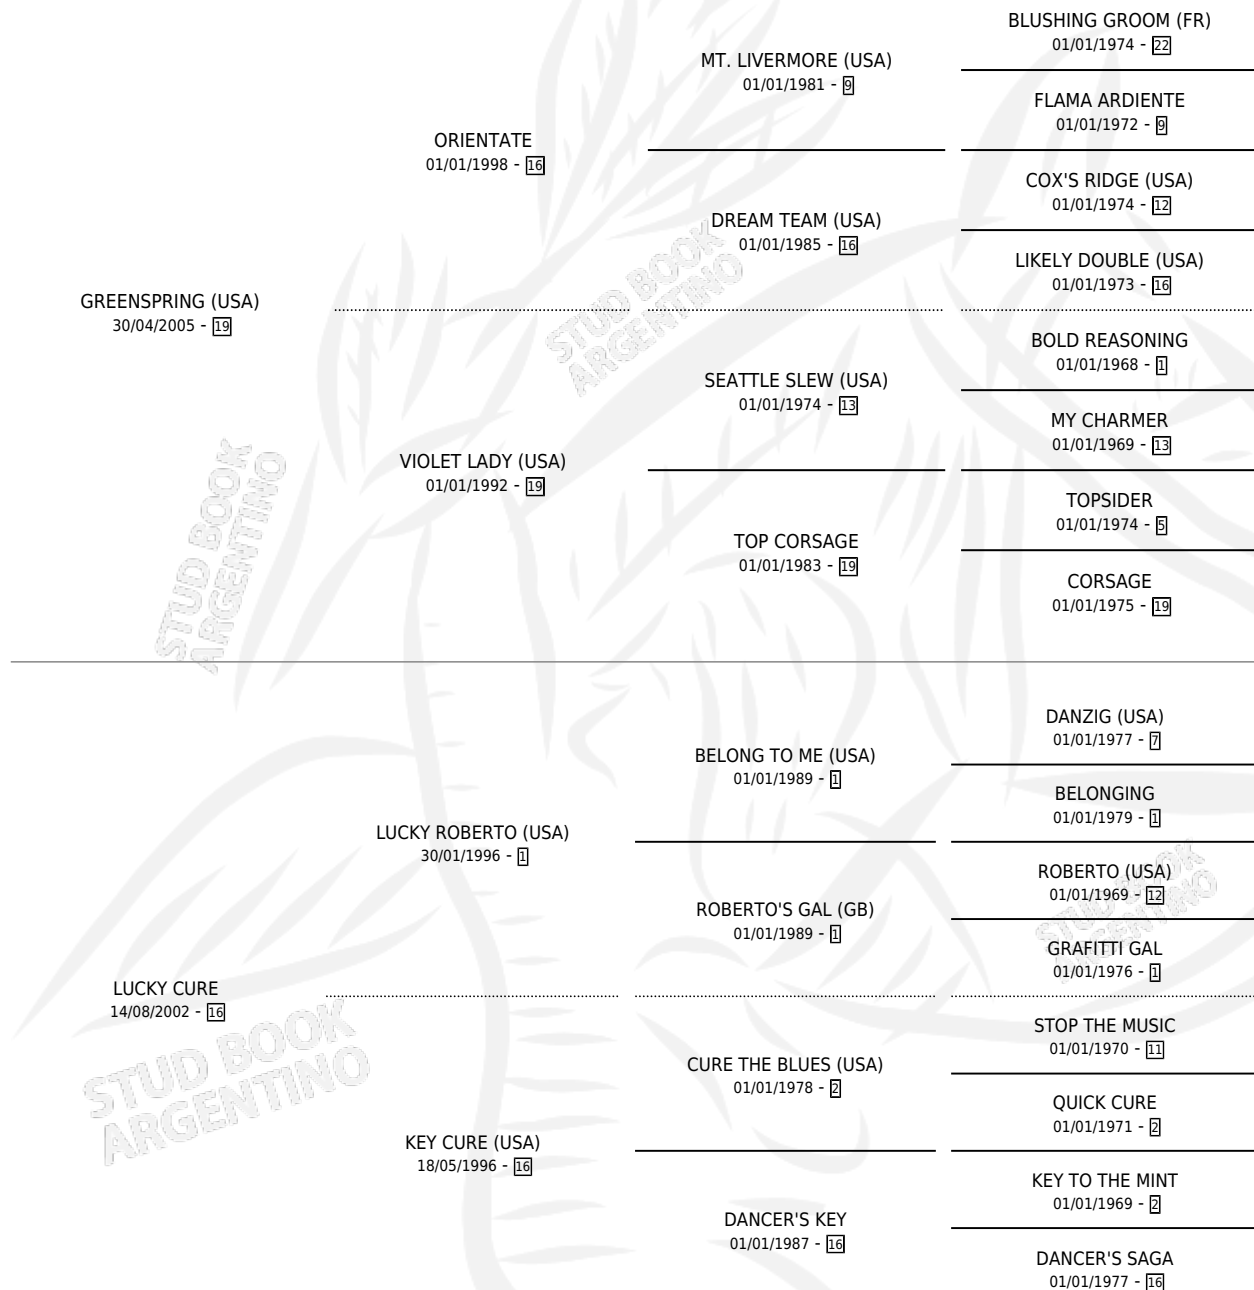 BLUSHING GROOM (FR)
01/01/1974 - 22
MT. LIVERMORE (USA)
01/01/1981 - 9
FLAMA ARDIENTE
01/01/1972 - 9
ORIENTATE
01/01/1998 - 16
COX'S RIDGE (USA)
01/01/1974 - 12
DREAM TEAM (USA)
01/01/1985 - 16
LIKELY DOUBLE (USA)
01/01/1973 - 16
GREENSPRING (USA)
30/04/2005 - 19
BOLD REASONING
01/01/1968 - 1
SEATTLE SLEW (USA)
01/01/1974 - 13
MY CHARMER
01/01/1969 - 13
VIOLET LADY (USA)
01/01/1992 - 19
TOPSIDER
01/01/1974 - 5
TOP CORSAGE
01/01/1983 - 19
CORSAGE
01/01/1975 - 19
DANZIG (USA)
01/01/1977 - 7
BELONG TO ME (USA)
01/01/1989 - 1
BELONGING
01/01/1979 - 1
LUCKY ROBERTO (USA)
30/01/1996 - 1
ROBERTO (USA)
01/01/1969 - 12
ROBERTO'S GAL (GB)
01/01/1989 - 1
GRAFITTI GAL
01/01/1976 - 1
LUCKY CURE
14/08/2002 - 16
STOP THE MUSIC
01/01/1970 - 11
CURE THE BLUES (USA)
01/01/1978 - 2
QUICK CURE
01/01/1971 - 2
KEY CURE (USA)
18/05/1996 - 16
KEY TO THE MINT
01/01/1969 - 2
DANCER'S KEY
01/01/1987 - 16
DANCER'S SAGA
01/01/1977 - 16
STUD BOOK
ARGENTINO
STUD BOOK
ARGENTINO
STUD BOOK
ARGENTINO
STUD BOOK
ARGENTINO